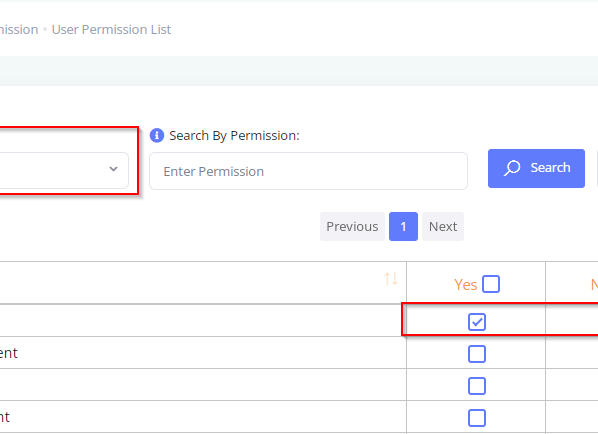 mission • User Permission List
Search By Permission:
Enter Permission
Search
Previous 1 Next
Yes N
ent
nt